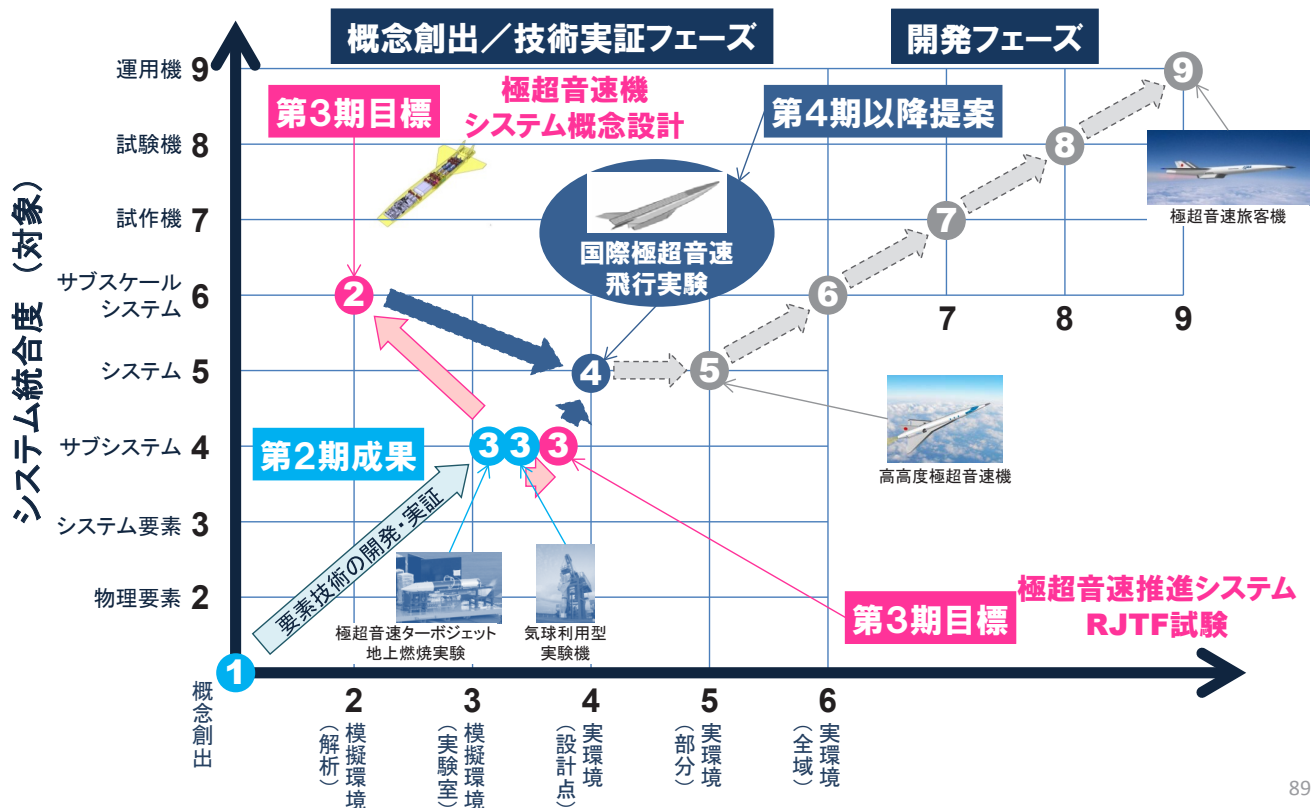 概念創出／技術実証フェーズ
開発フェーズ
運用機 9
試験機 8
試作機 7
サブスケール
システム 6
システム 5
サブシステム 4
システム要素 3
物理要素 2
システム統合度（対象）
第3期目標
極超音速機
システム概念設計
第4期以降提案
国際極超音速
飛行実験
9
8
7
6
5
4
2
3
3
3
1
7
8
9
極超音速旅客機
高高度極超音速機
第2期成果
要素技術の開発・実証
極超音速ターボジェット
地上燃焼実験
気球利用型
実験機
第3期目標
極超音速推進システム
RJTF試験
概念創出
2
模擬環境
（解析）
3
模擬環境
（実験室）
4
実環境
（設計点）
5
実環境
（部分）
6
実環境
（全域）
89